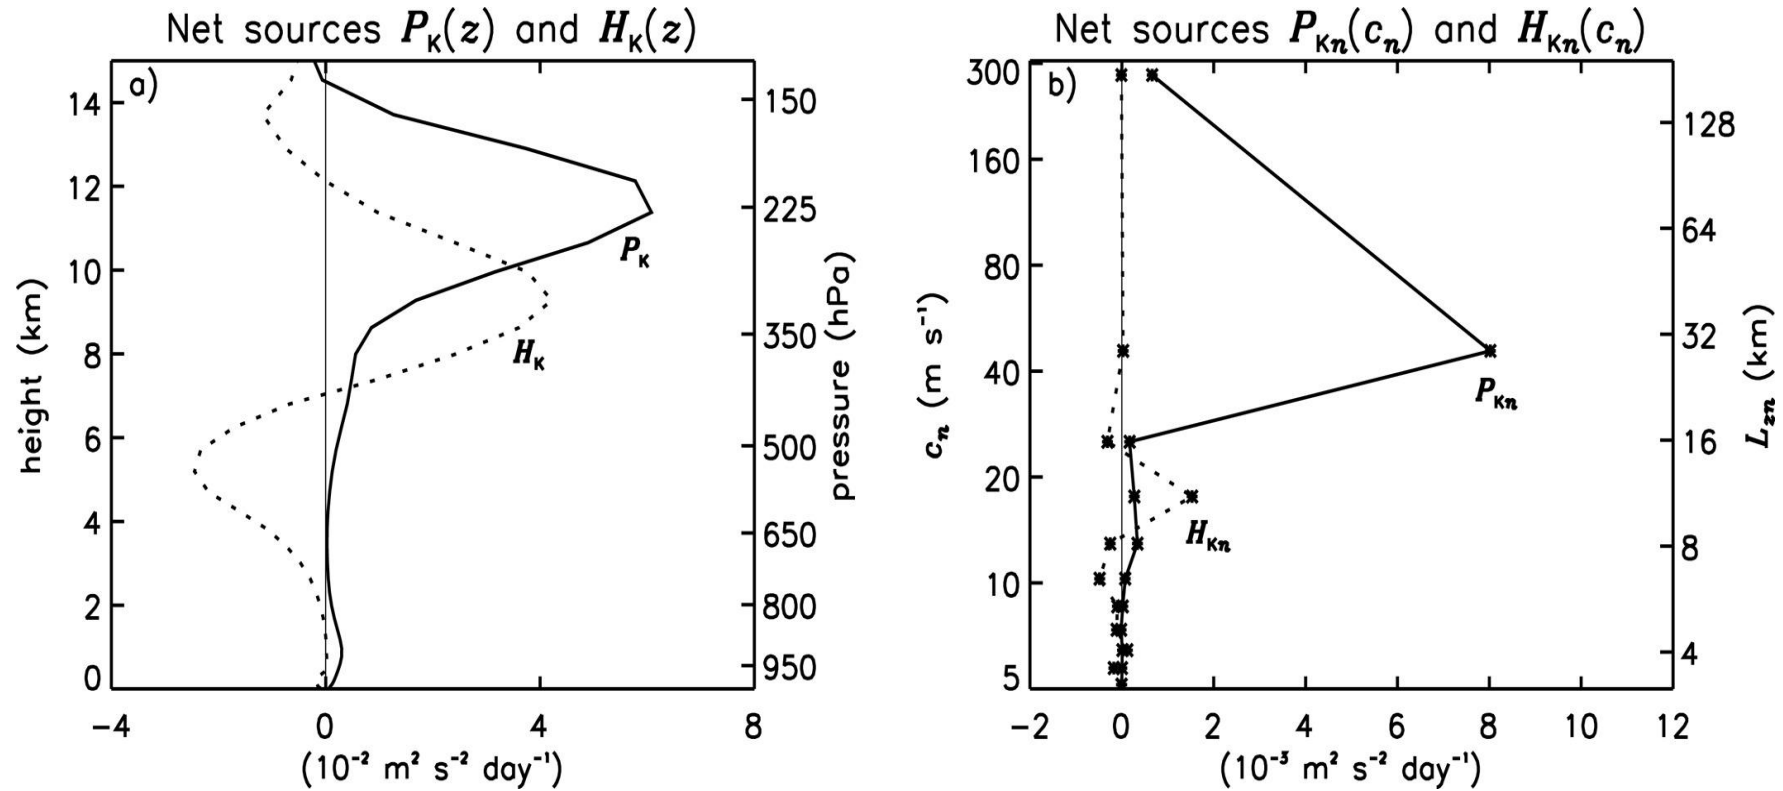 Net sources P_K(z) and H_K(z)
a)
14
12
10
8
6
4
2
0
height (km)
150
225
350
500
650
800
950
pressure (hPa)
P_K
H_K
−4 0 4 8
(10⁻² m² s⁻² day⁻¹)
Net sources P_Kn(c_n) and H_Kn(c_n)
b)
300
160
80
40
20
10
5
c_n (m s⁻¹)
128
64
32
16
8
4
L_zn (km)
P_Kn
H_Kn
−2 0 2 4 6 8 10 12
(10⁻³ m² s⁻² day⁻¹)